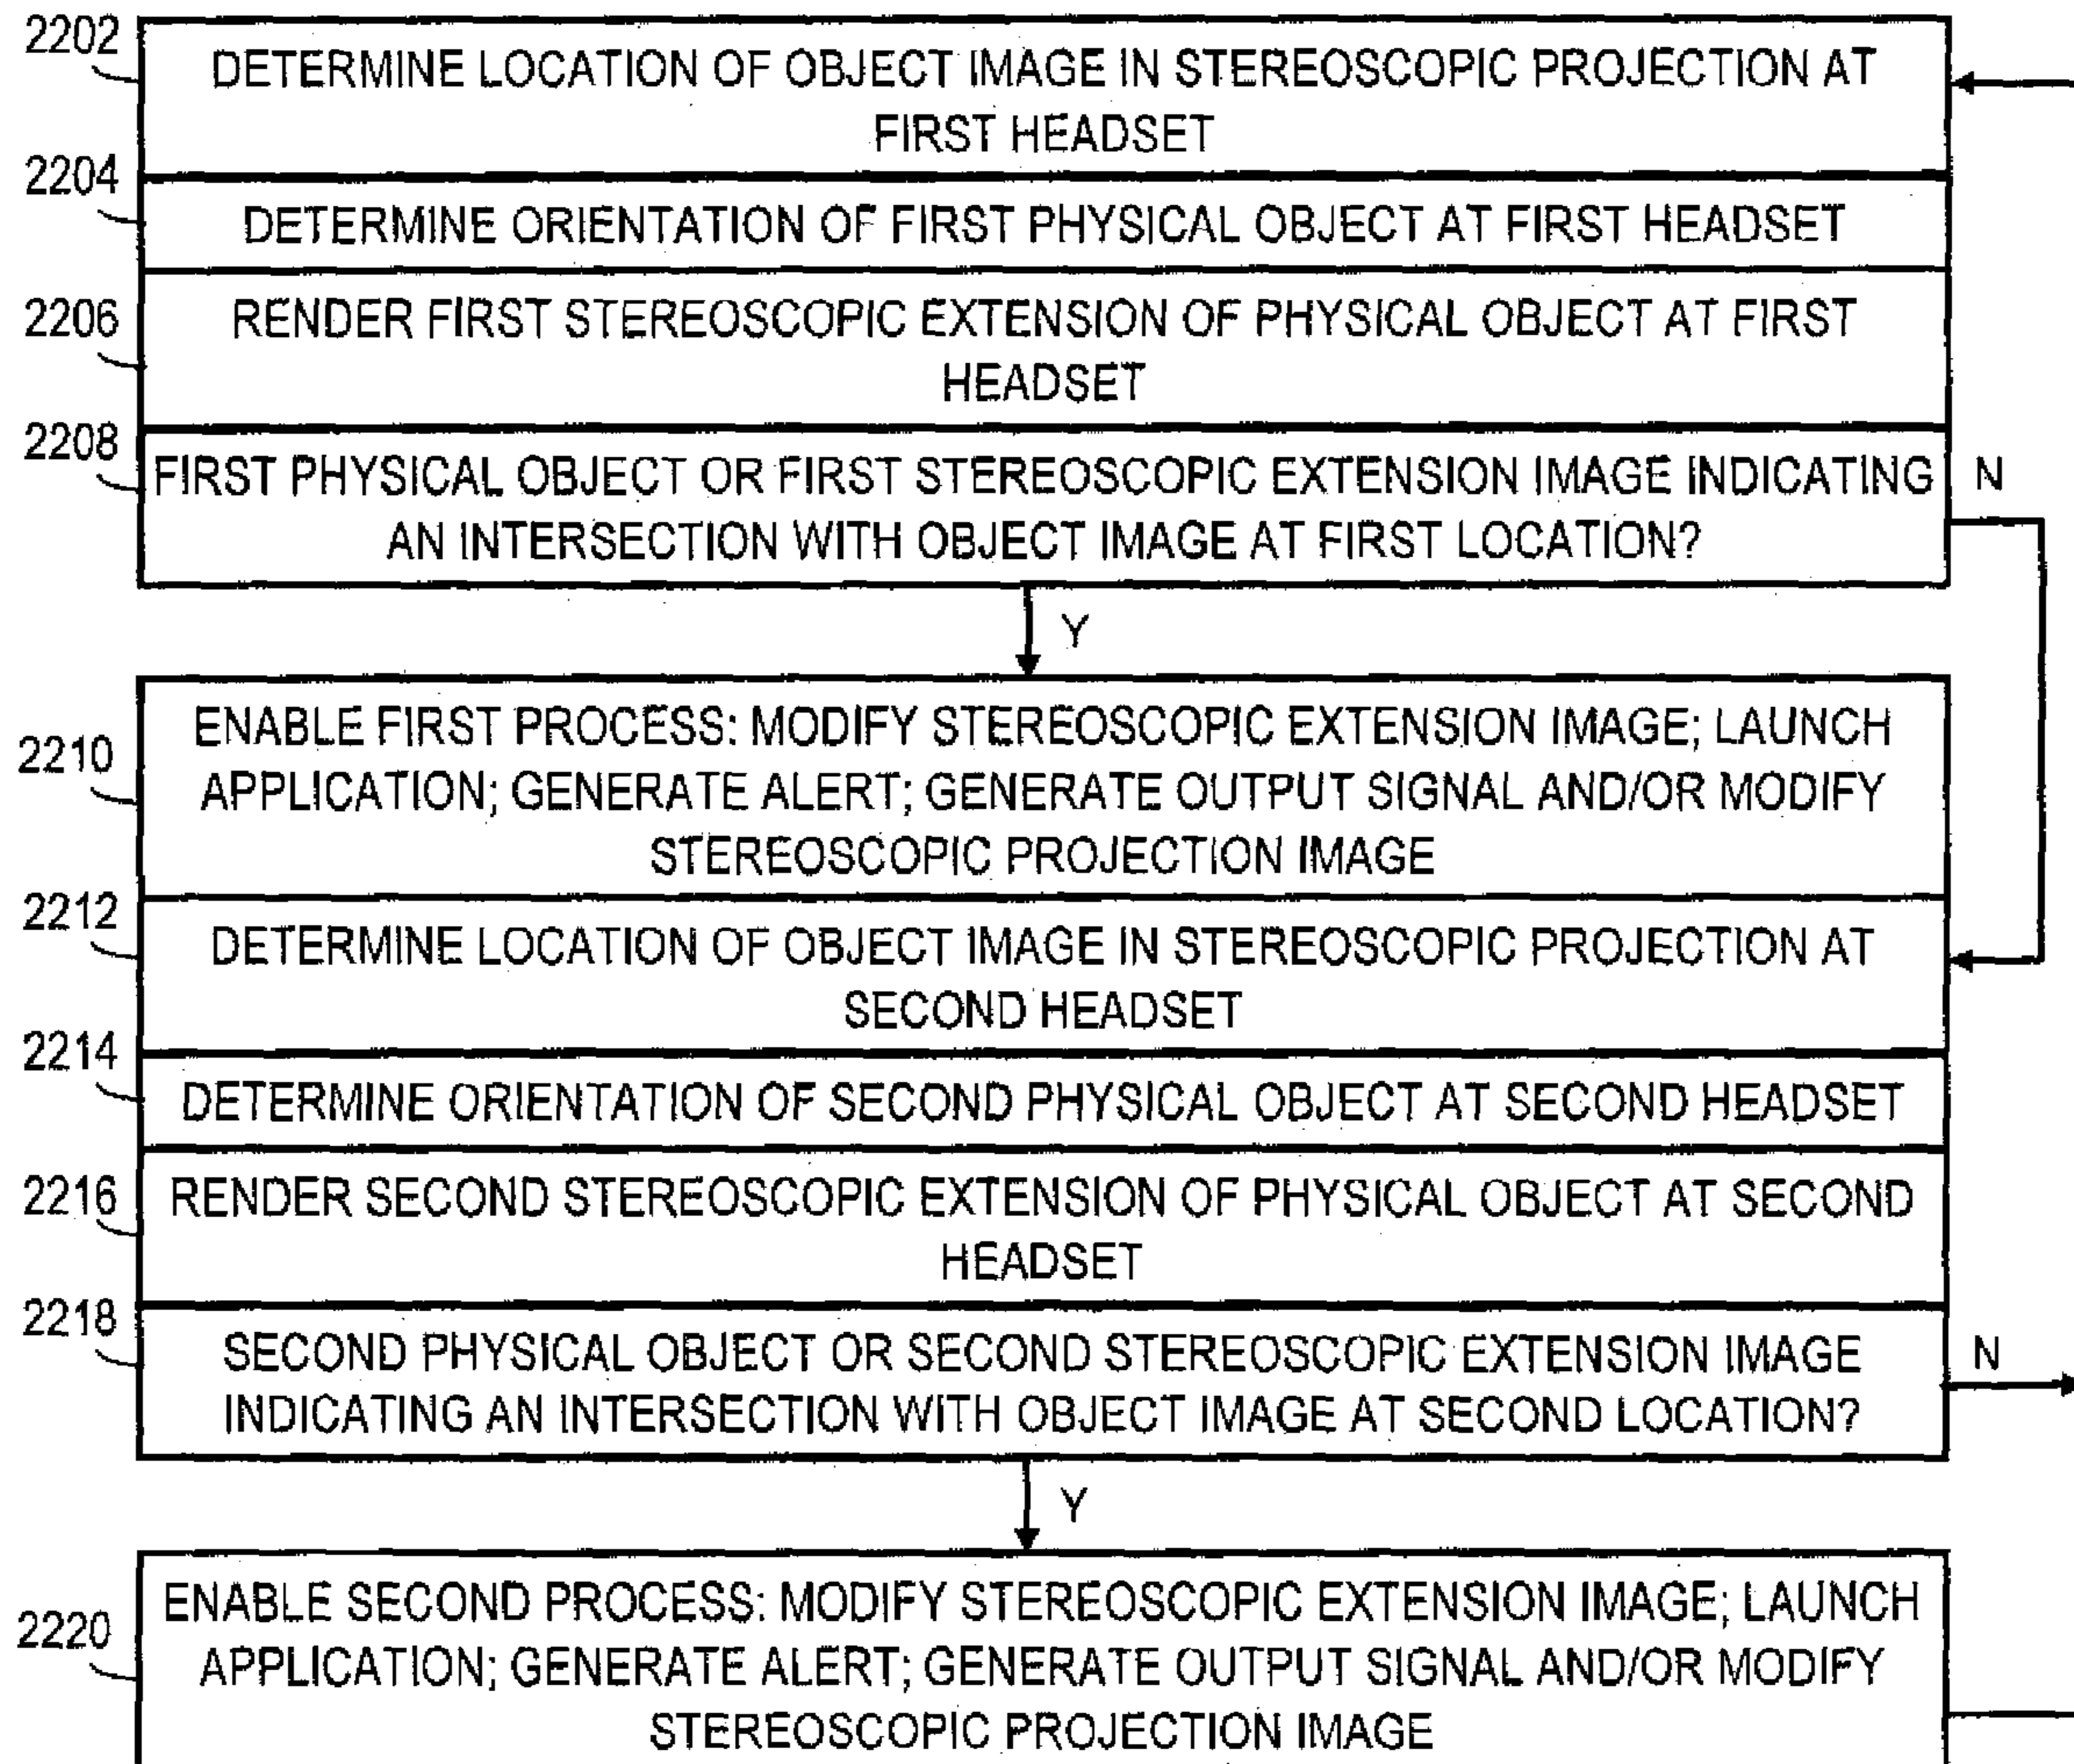 2202
DETERMINE LOCATION OF OBJECT IMAGE IN STEREOSCOPIC PROJECTION AT
FIRST HEADSET
2204
DETERMINE ORIENTATION OF FIRST PHYSICAL OBJECT AT FIRST HEADSET
2206
RENDER FIRST STEREOSCOPIC EXTENSION OF PHYSICAL OBJECT AT FIRST
HEADSET
2208
FIRST PHYSICAL OBJECT OR FIRST STEREOSCOPIC EXTENSION IMAGE INDICATING
AN INTERSECTION WITH OBJECT IMAGE AT FIRST LOCATION?
N
Y
2210
ENABLE FIRST PROCESS: MODIFY STEREOSCOPIC EXTENSION IMAGE; LAUNCH
APPLICATION; GENERATE ALERT; GENERATE OUTPUT SIGNAL AND/OR MODIFY
STEREOSCOPIC PROJECTION IMAGE
2212
DETERMINE LOCATION OF OBJECT IMAGE IN STEREOSCOPIC PROJECTION AT
SECOND HEADSET
2214
DETERMINE ORIENTATION OF SECOND PHYSICAL OBJECT AT SECOND HEADSET
2216
RENDER SECOND STEREOSCOPIC EXTENSION OF PHYSICAL OBJECT AT SECOND
HEADSET
2218
SECOND PHYSICAL OBJECT OR SECOND STEREOSCOPIC EXTENSION IMAGE
INDICATING AN INTERSECTION WITH OBJECT IMAGE AT SECOND LOCATION?
N
Y
2220
ENABLE SECOND PROCESS: MODIFY STEREOSCOPIC EXTENSION IMAGE; LAUNCH
APPLICATION; GENERATE ALERT; GENERATE OUTPUT SIGNAL AND/OR MODIFY
STEREOSCOPIC PROJECTION IMAGE